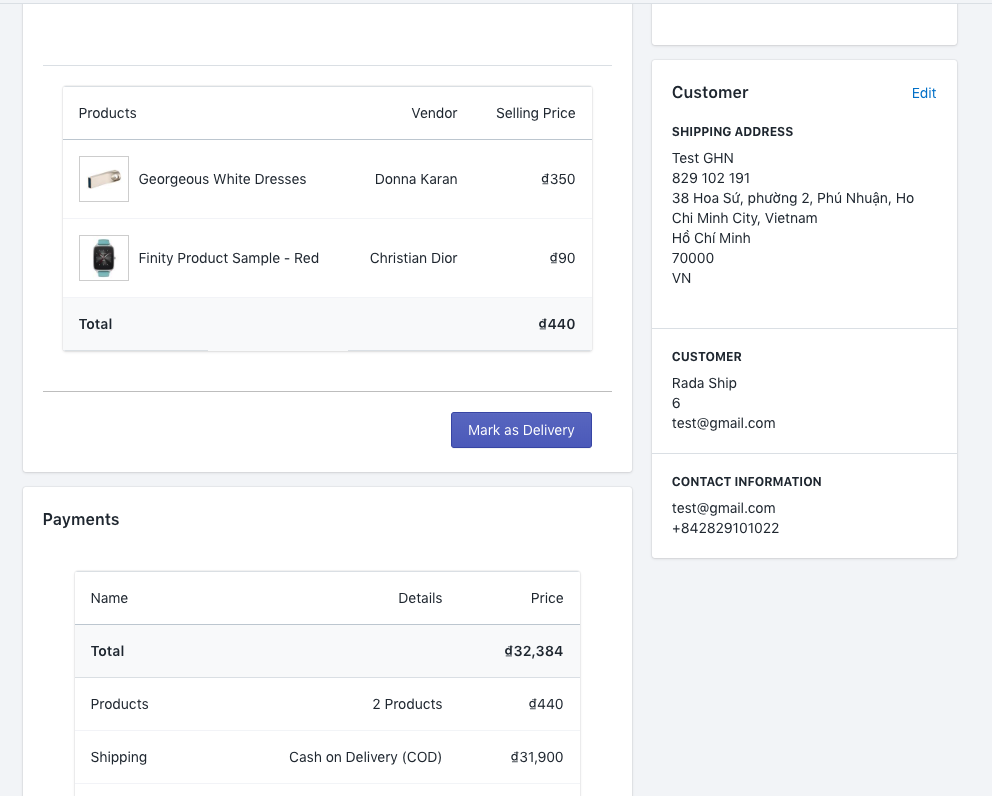 Products Vendor Selling Price
Georgeous White Dresses Donna Karan ₫350
Finity Product Sample - Red Christian Dior ₫90
Total ₫440
Mark as Delivery
Payments
Name Details Price
Total ₫32,384
Products 2 Products ₫440
Shipping Cash on Delivery (COD) ₫31,900
Customer Edit
SHIPPING ADDRESS
Test GHN
829 102 191
38 Hoa Sứ, phường 2, Phú Nhuận, Ho
Chi Minh City, Vietnam
Hồ Chí Minh
70000
VN
CUSTOMER
Rada Ship
6
test@gmail.com
CONTACT INFORMATION
test@gmail.com
+842829101022